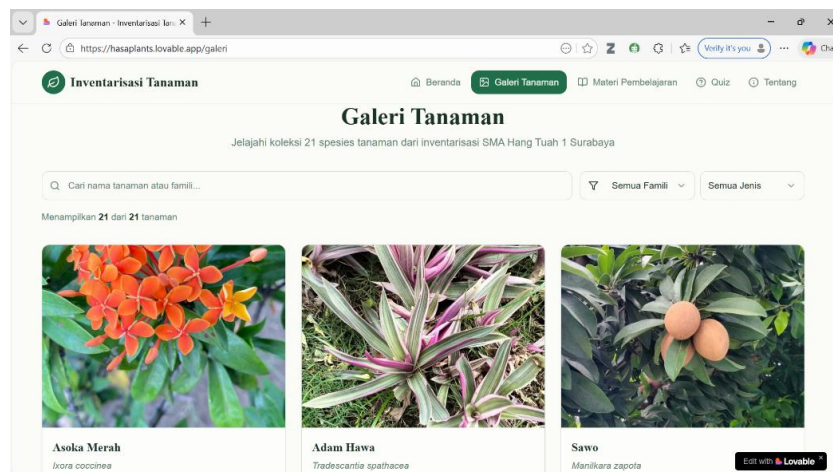 Galeri Tanaman - Inventarisasi Tan
https://hasaplants.lovable.app/galeri
Verify it's you
Cha
Inventarisasi Tanaman
Beranda
Galeri Tanaman
Materi Pembelajaran
Quiz
Tentang
Galeri Tanaman
Jelajahi koleksi 21 spesies tanaman dari inventarisasi SMA Hang Tuah 1 Surabaya
Cari nama tanaman atau famili...
Semua Famili
Semua Jenis
Menampilkan 21 dari 21 tanaman
Asoka Merah
Adam Hawa
Sawo
Ixora coccinea
Tradescantia spathacea
Manilkara zapota
Edit with Lovable